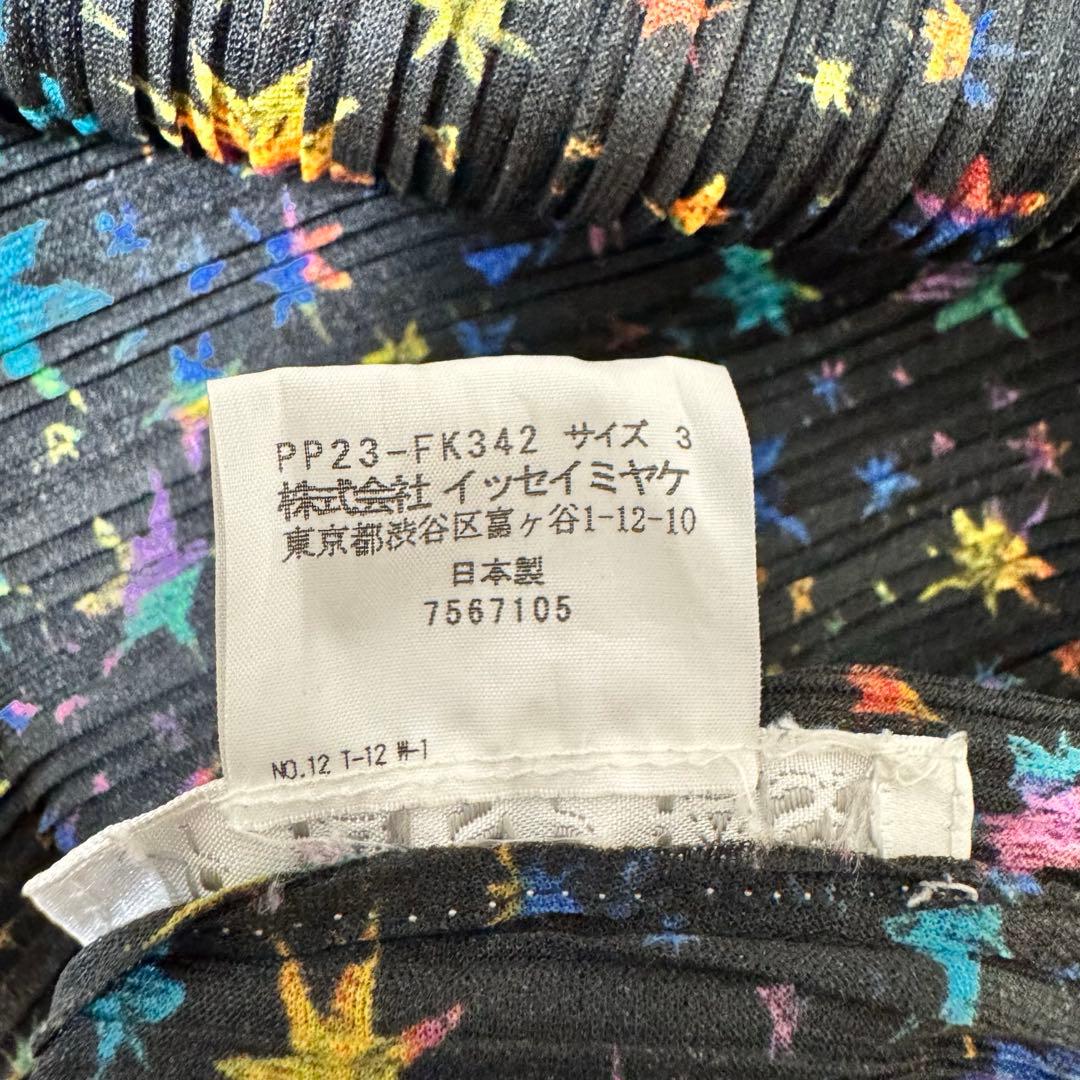 PP23-FK342 サイズ 3
株式会社 イッセイミヤケ
東京都渋谷区富ヶ谷1-12-10
日本製
7567105
NO.12 T-12 W-1